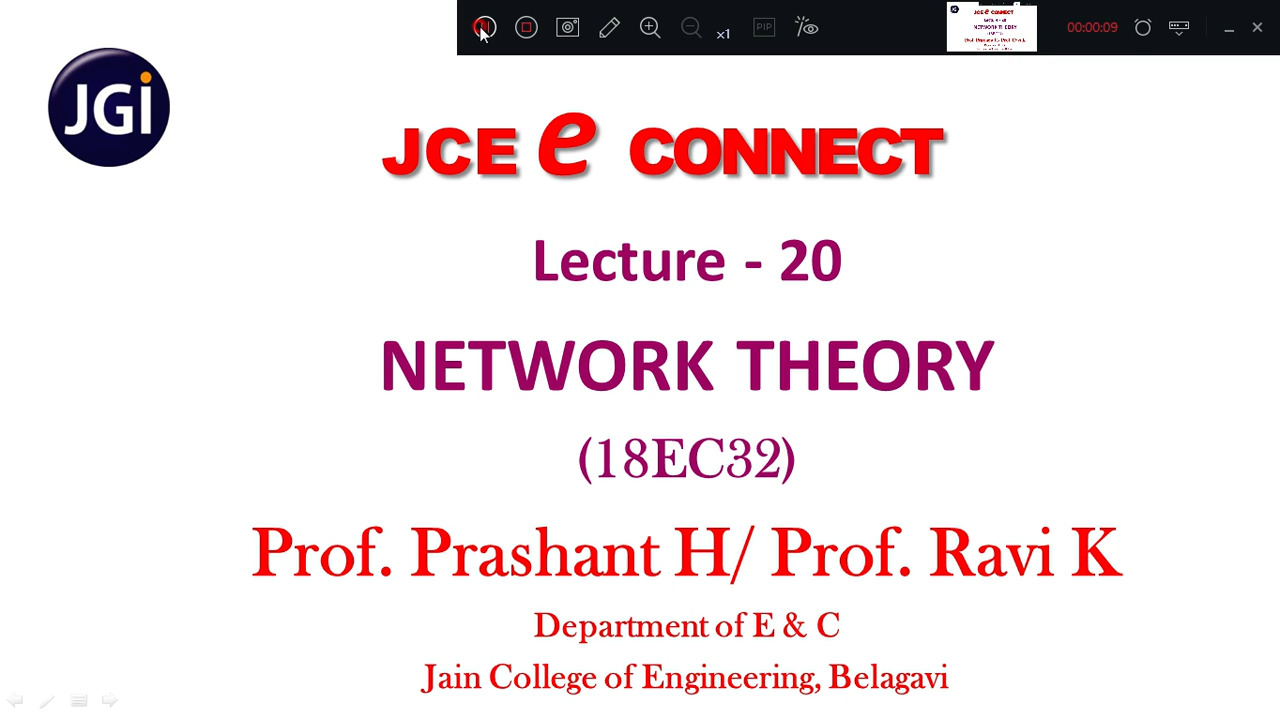 x1
PIP
00:00:09
JGi
JCE e CONNECT
Lecture - 20
NETWORK THEORY
(18EC32)
Prof. Prashant H/ Prof. Ravi K
Department of E & C
Jain College of Engineering, Belagavi